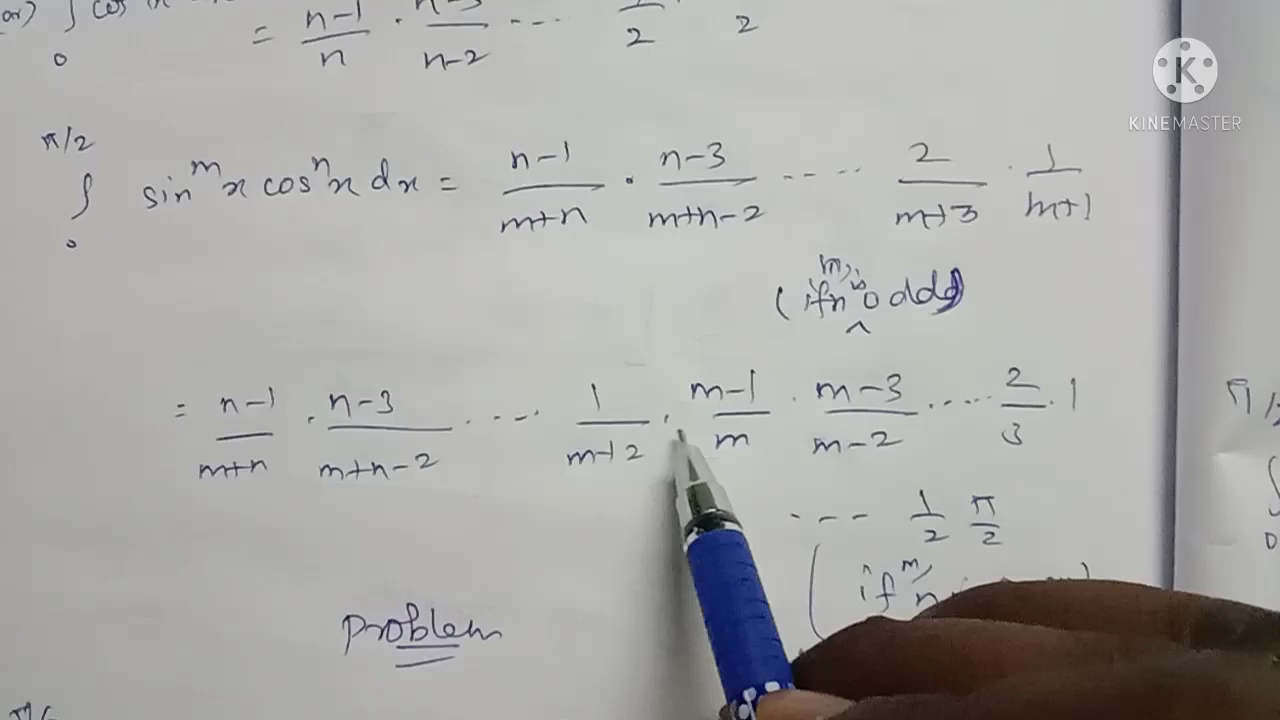 = n-1/n · n-3/n-2 ---- 1/2 2
KINEMASTER
π/2 ∫ 0 sin^m x cos^n x dx = n-1/m+n · n-3/m+n-2 ----- 2/m+3 · 1/m+1
(if m, n odd)
= n-1/m+n · n-3/m+n-2 · ---- 1/m+2 · m-1/m · m-3/m-2 ----- 2/3 · 1
--- 1/2 π/2
(if m, n
Problem